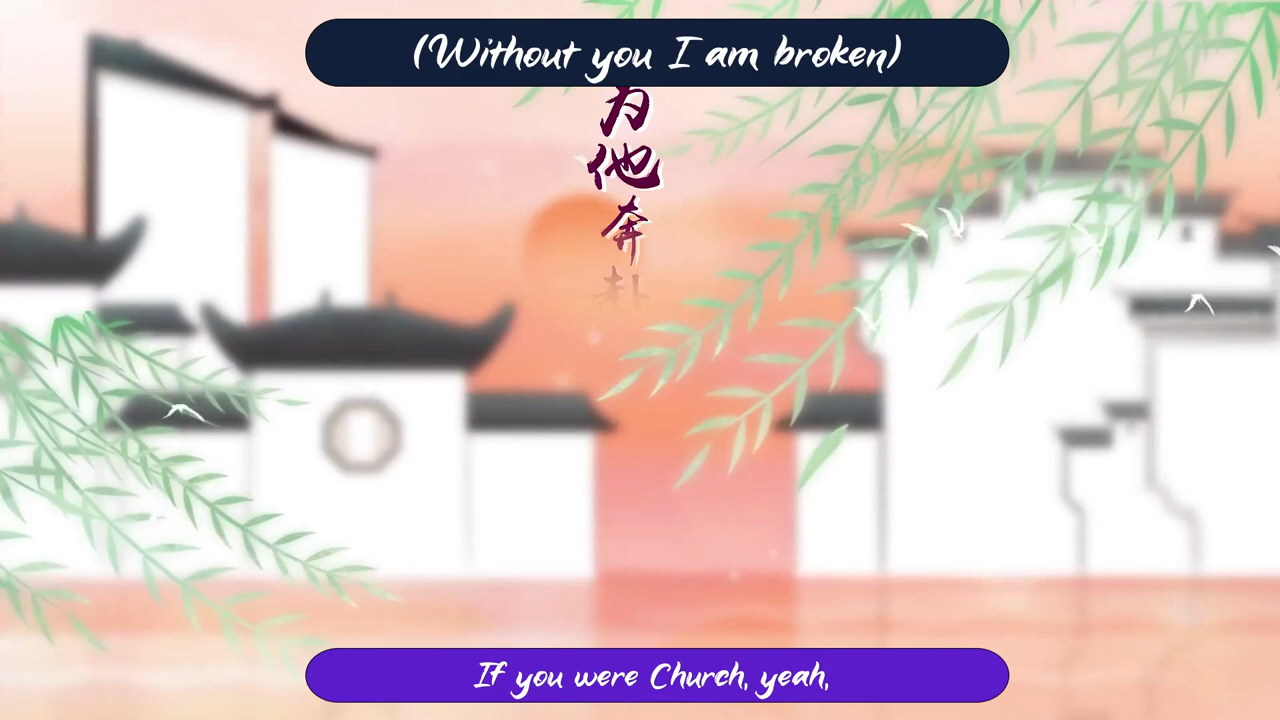 (Without you I am broken)
为他奔
If you were Church, yeah,